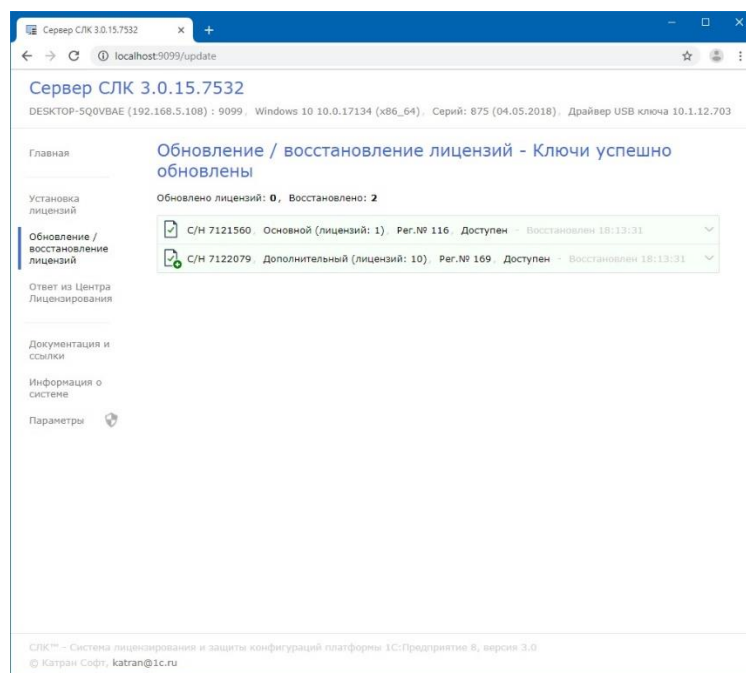 Сервер СЛК 3.0.15.7532
localhost:9099/update
Сервер СЛК 3.0.15.7532
DESKTOP-5Q0VBAE (192.168.5.108) : 9099, Windows 10 10.0.17134 (x86_64), Серий: 875 (04.05.2018), Драйвер USB ключа 10.1.12.703
Главная
Установка
лицензий
Обновление /
восстановление
лицензий
Ответ из Центра
Лицензирования
Документация и
ссылки
Информация о
системе
Параметры
Обновление / восстановление лицензий - Ключи успешно
обновлены
Обновлено лицензий: 0, Восстановлено: 2
С/Н 7121560, Основной (лицензий: 1), Рег.№ 116, Доступен - Восстановлен 18:13:31
С/Н 7122079, Дополнительный (лицензий: 10), Рег.№ 169, Доступен - Восстановлен 18:13:31
СЛК™ – Система лицензирования и защиты конфигураций платформы 1С:Предприятие 8, версия 3.0
© Катран Софт, katran@1c.ru